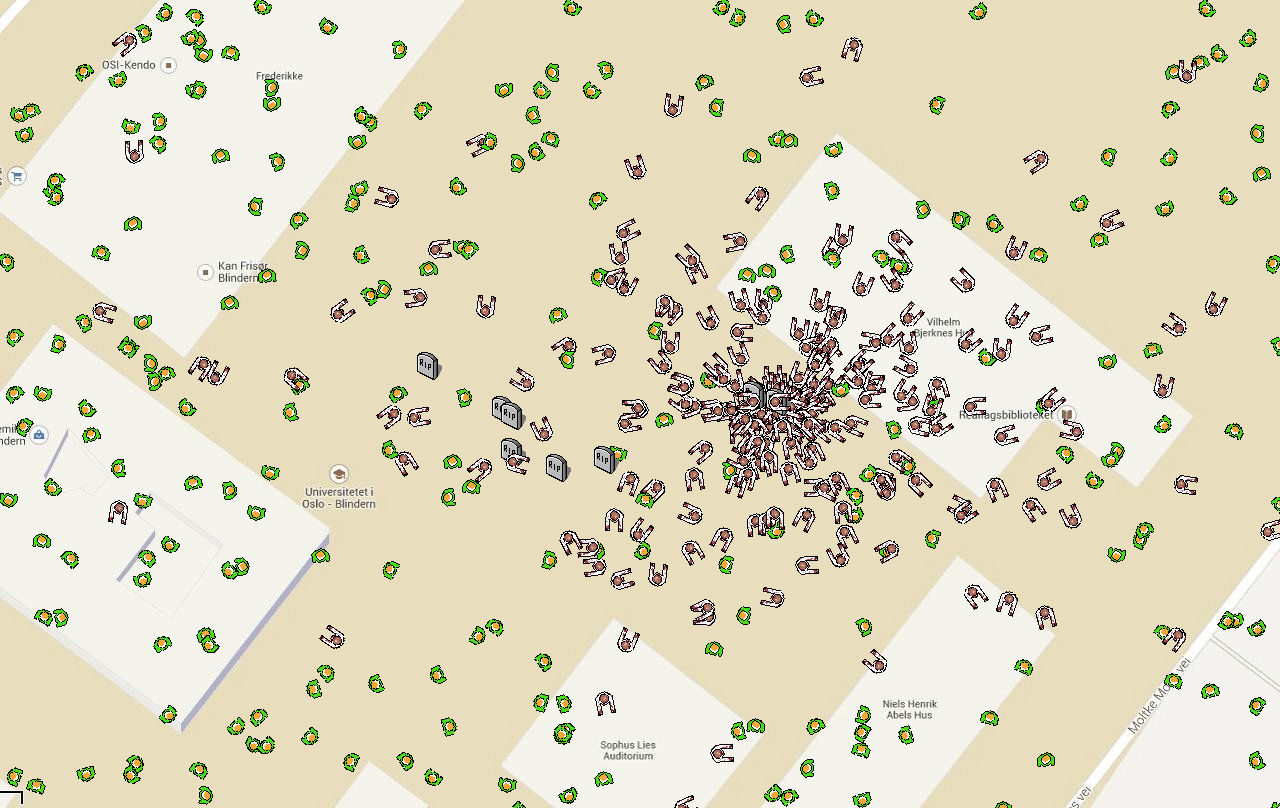 OSI-Kendo
Frederikke
Kan Frisør
Blindern
Universitetet i
Oslo - Blindern
Vilhelm
Bjerknes Hus
Realfagsbiblioteket
RIP
RIP
RIP
RIP
RIP
Niels Henrik
Abels Hus
Sophus Lies
Auditorium
Moltke Moes vei